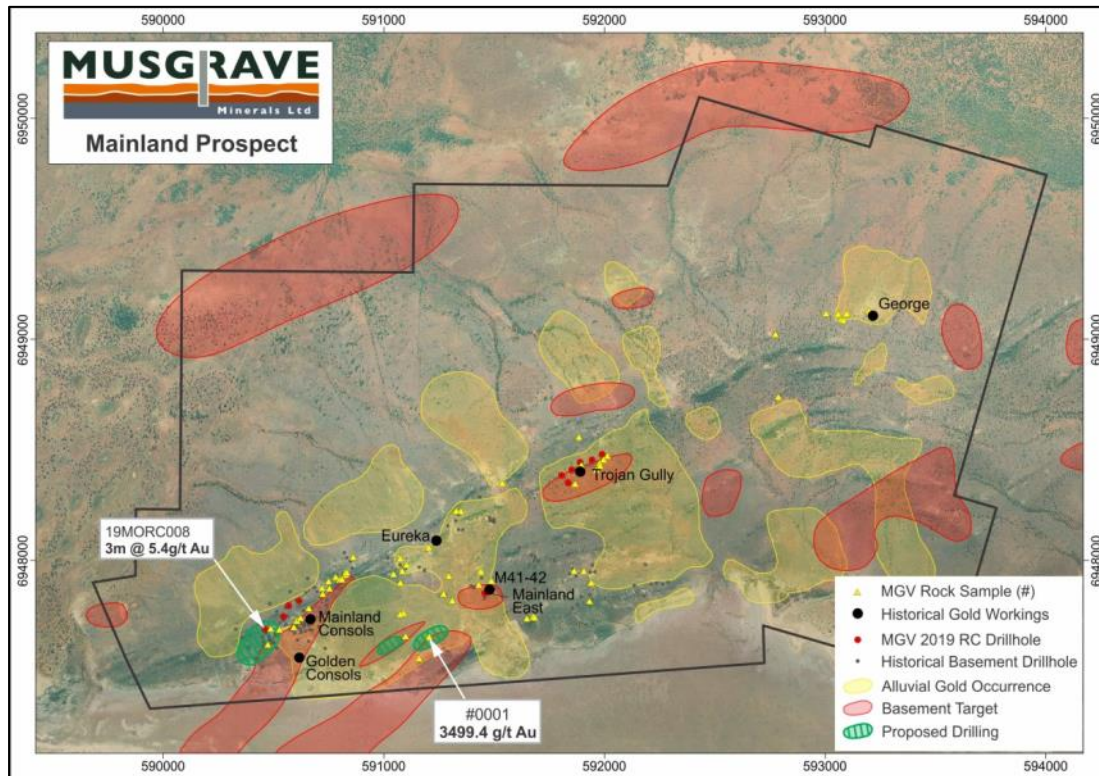 590000 591000 592000 593000 594000
MUSGRAVE
Minerals Ltd
Mainland Prospect
6950000
6950000
George
6949000
6949000
Trojan Gully
19MORC008
3m @ 5.4g/t Au
Eureka
6948000
6948000
M41-42
Mainland
East
Mainland
Consols
Golden
Consols
#0001
3499.4 g/t Au
MGV Rock Sample (#)
Historical Gold Workings
MGV 2019 RC Drillhole
Historical Basement Drillhole
Alluvial Gold Occurrence
Basement Target
Proposed Drilling
590000 591000 592000 593000 594000